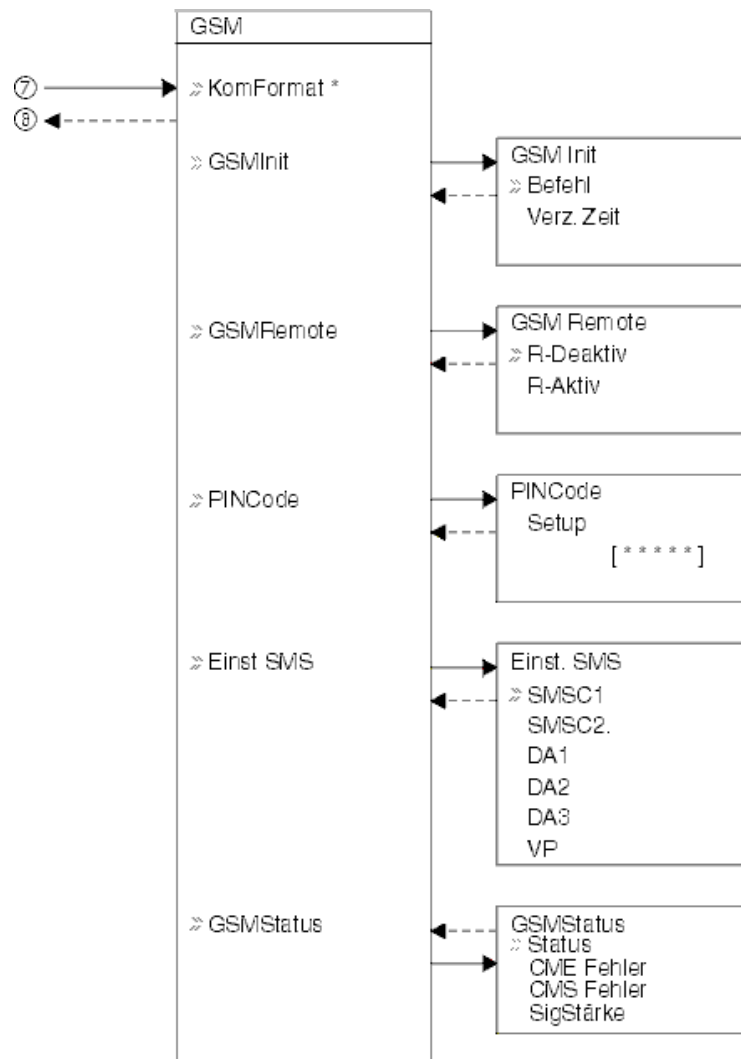 GSM
⑦ » KomFormat *
⑧
» GSMInit
GSM Init
» Befehl
Verz. Zeit
» GSMRemote
GSM Remote
» R-Deaktiv
R-Aktiv
» PINCode
PINCode
Setup
[ * * * * * ]
» Einst SMS
Einst. SMS
» SMSC1
SMSC2.
DA1
DA2
DA3
VP
» GSMStatus
GSMStatus
» Status
CME Fehler
CMS Fehler
SigStärke